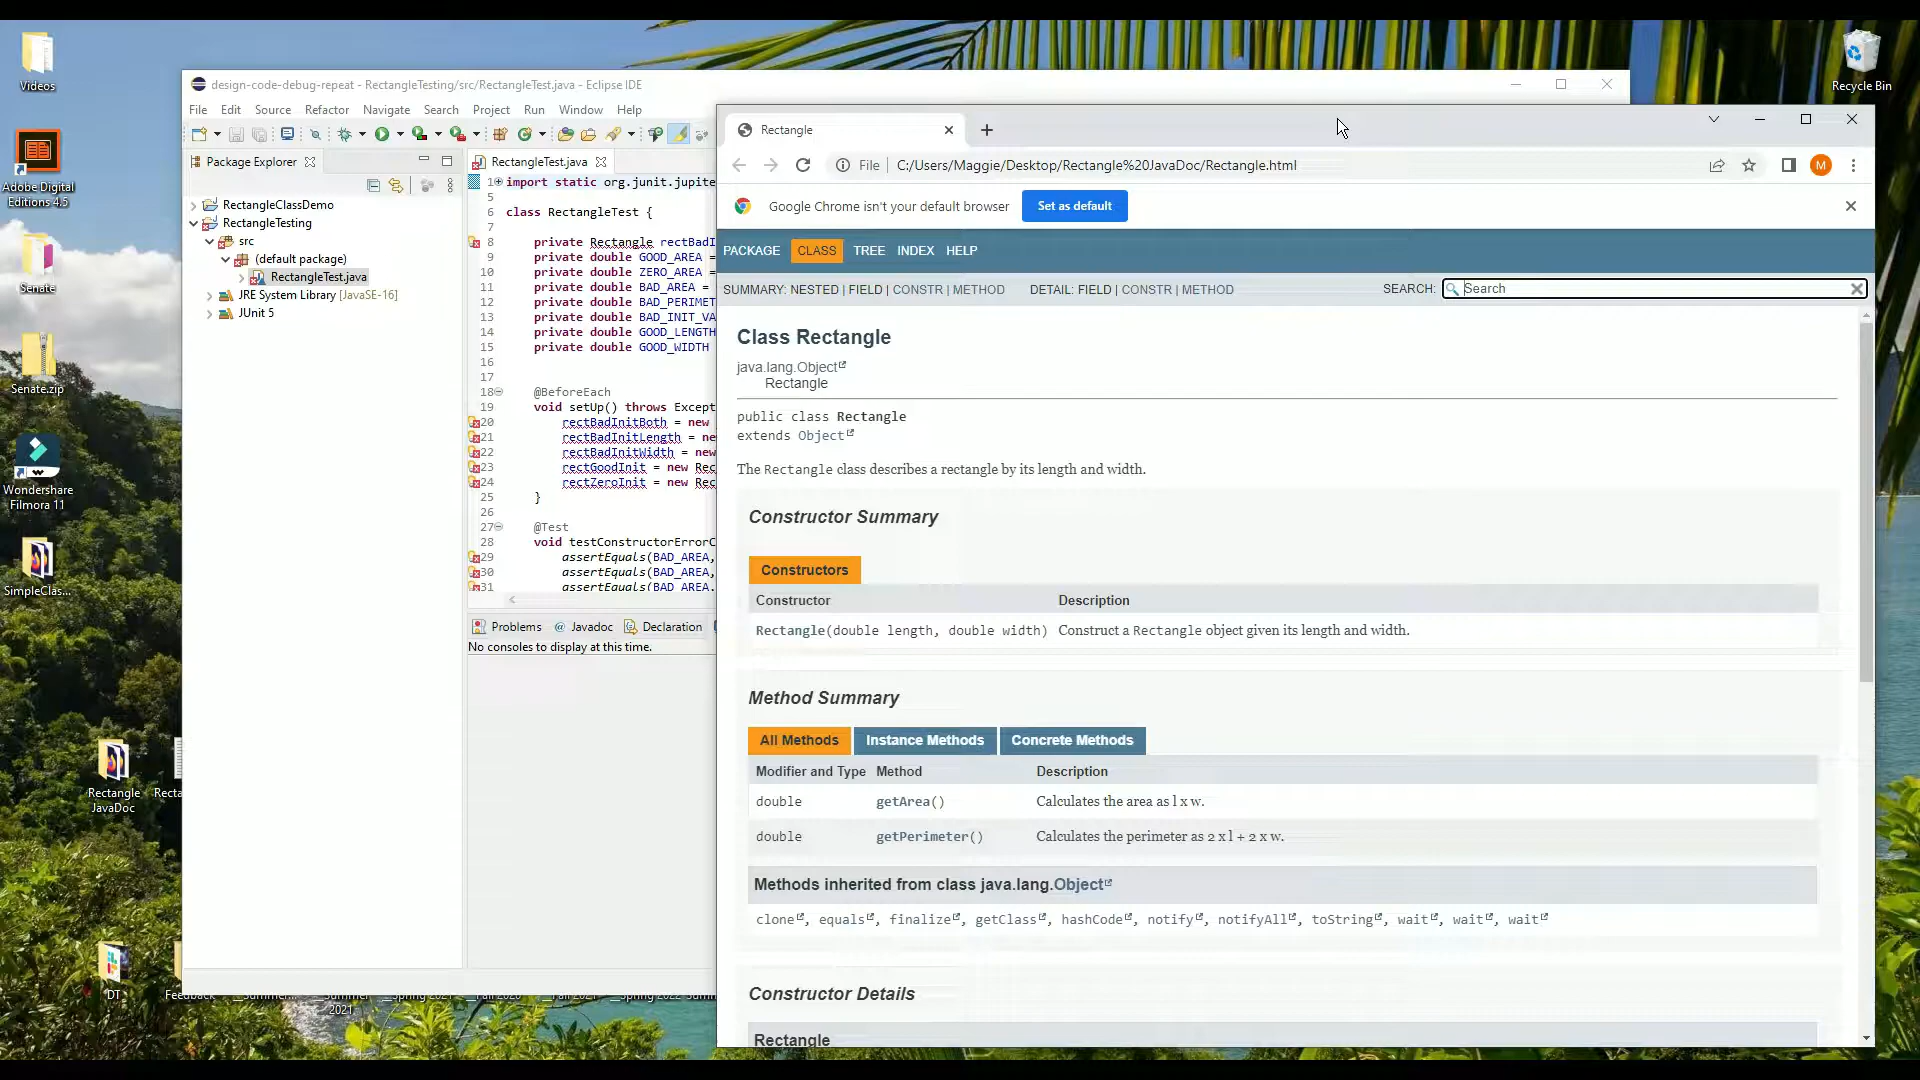 Videos
Adobe Digital
Editions 4.5
Senate
Senate.zip
Wondershare
Filmora 11
SimpleClas...
Rectangle
JavaDoc
Recta
DT
Feedback
2021
Recycle Bin
design-code-debug-repeat - RectangleTesting/src/RectangleTest.java - Eclipse IDE
File Edit Source Refactor Navigate Search Project Run Window Help
Package Explorer
RectangleClassDemo
RectangleTesting
src
(default package)
RectangleTest.java
JRE System Library [JavaSE-16]
JUnit 5
RectangleTest.java
1 import static org.junit.jupite
5
6 class RectangleTest {
7
8 private Rectangle rectBadI
9 private double GOOD_AREA =
10 private double ZERO_AREA =
11 private double BAD_AREA =
12 private double BAD_PERIMET
13 private double BAD_INIT_VA
14 private double GOOD_LENGTH
15 private double GOOD_WIDTH
16
17
18 @BeforeEach
19 void setUp() throws Except
20 rectBadInitBoth = new
21 rectBadInitLength = ne
22 rectBadInitWidth = new
23 rectGoodInit = new Rec
24 rectZeroInit = new Rec
25 }
26
27 @Test
28 void testConstructorErrorC
29 assertEquals(BAD_AREA,
30 assertEquals(BAD_AREA,
31 assertEquals(BAD_AREA.
Problems @ Javadoc Declaration
No consoles to display at this time.
Rectangle
File C:/Users/Maggie/Desktop/Rectangle%20JavaDoc/Rectangle.html
M
Google Chrome isn't your default browser Set as default
PACKAGE CLASS TREE INDEX HELP
SUMMARY: NESTED | FIELD | CONSTR | METHOD DETAIL: FIELD | CONSTR | METHOD SEARCH: Search
Class Rectangle
java.lang.Object
Rectangle
public class Rectangle
extends Object
The Rectangle class describes a rectangle by its length and width.
Constructor Summary
Constructors
Constructor Description
Rectangle(double length, double width) Construct a Rectangle object given its length and width.
Method Summary
All Methods Instance Methods Concrete Methods
Modifier and Type Method Description
double getArea() Calculates the area as l x w.
double getPerimeter() Calculates the perimeter as 2 x l + 2 x w.
Methods inherited from class java.lang.Object
clone, equals, finalize, getClass, hashCode, notify, notifyAll, toString, wait, wait, wait
Constructor Details
Rectangle